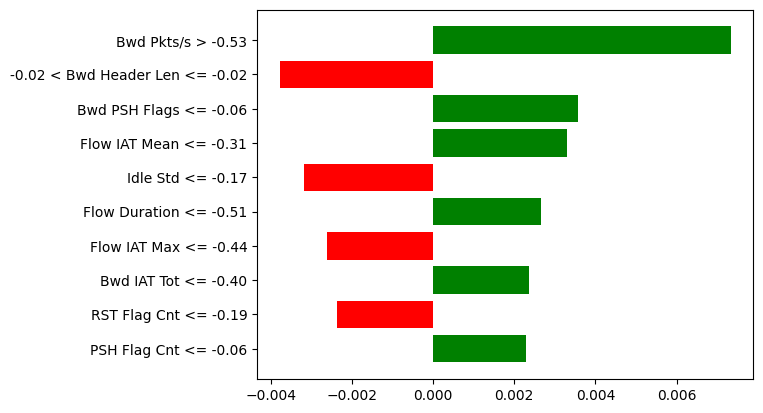 Bwd Pkts/s > -0.53
-0.02 < Bwd Header Len <= -0.02
Bwd PSH Flags <= -0.06
Flow IAT Mean <= -0.31
Idle Std <= -0.17
Flow Duration <= -0.51
Flow IAT Max <= -0.44
Bwd IAT Tot <= -0.40
RST Flag Cnt <= -0.19
PSH Flag Cnt <= -0.06
−0.004 −0.002 0.000 0.002 0.004 0.006